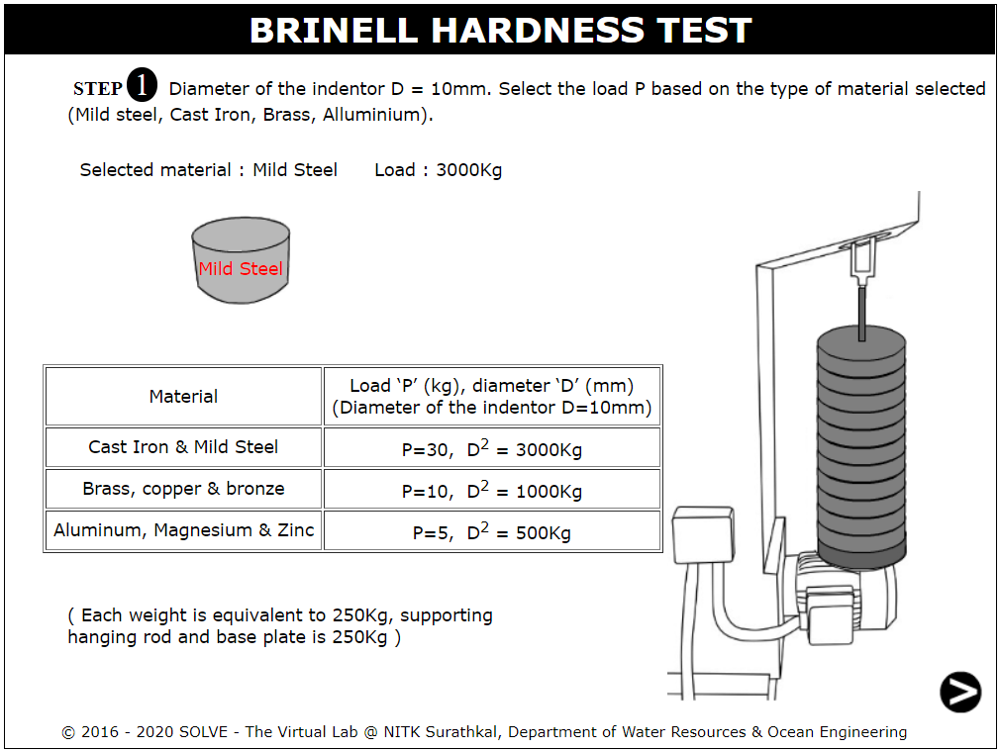 BRINELL HARDNESS TEST
STEP 1 Diameter of the indentor D = 10mm. Select the load P based on the type of material selected
(Mild steel, Cast Iron, Brass, Alluminium).
Selected material : Mild Steel Load : 3000Kg
Mild Steel
Material
Load ‘P’ (kg), diameter ‘D’ (mm)
(Diameter of the indentor D=10mm)
Cast Iron & Mild Steel
P=30, D² = 3000Kg
Brass, copper & bronze
P=10, D² = 1000Kg
Aluminum, Magnesium & Zinc
P=5, D² = 500Kg
( Each weight is equivalent to 250Kg, supporting
hanging rod and base plate is 250Kg )
© 2016 - 2020 SOLVE - The Virtual Lab @ NITK Surathkal, Department of Water Resources & Ocean Engineering